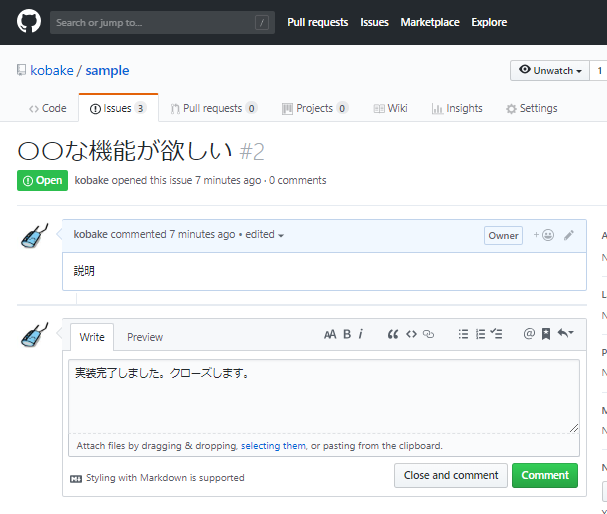 Search or jump to... /
Pull requests Issues Marketplace Explore
kobake / sample
Unwatch 1
Code Issues 3 Pull requests 0 Projects 0 Wiki Insights Settings
〇〇な機能が欲しい #2
Open kobake opened this issue 7 minutes ago · 0 comments
kobake commented 7 minutes ago • edited
Owner
説明
Write Preview
AA B i
実装完了しました。クローズします。
Attach files by dragging & dropping, selecting them, or pasting from the clipboard.
Styling with Markdown is supported
Close and comment Comment